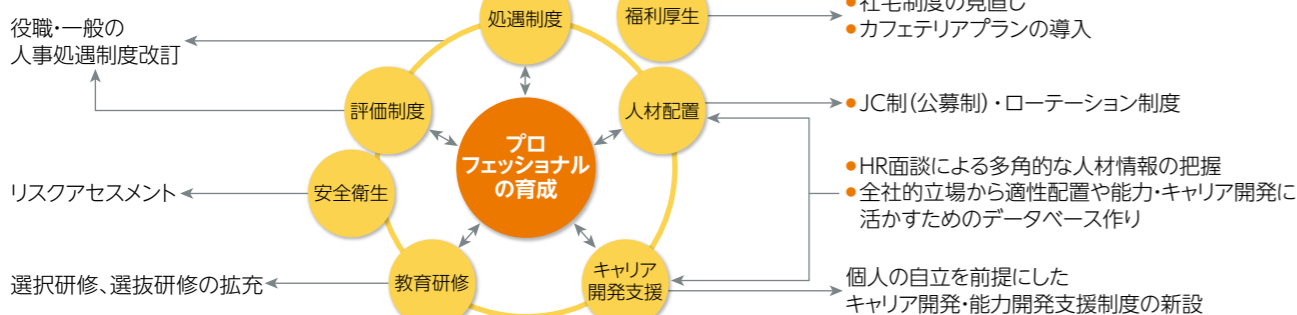 処遇制度
福利厚生
社宅制度の見直し
カフェテリアプランの導入
役職・一般の
人事処遇制度改訂
評価制度
人材配置
JC制(公募制)・ローテーション制度
プロ
フェッショナル
の育成
HR面談による多角的な人材情報の把握
全社的立場から適性配置や能力・キャリア開発に
活かすためのデータベース作り
リスクアセスメント
安全衛生
選択研修、選抜研修の拡充
教育研修
キャリア
開発支援
個人の自立を前提にした
キャリア開発・能力開発支援制度の新設